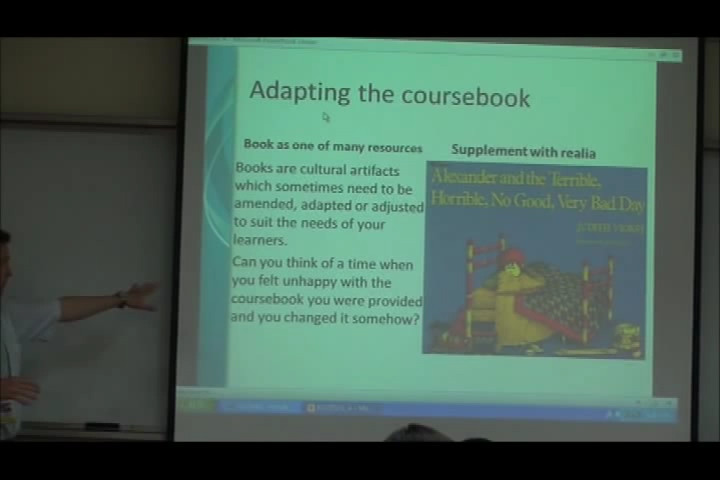 Adapting the coursebook
Book as one of many resources
Supplement with realia
Books are cultural artifacts
which sometimes need to be
amended, adapted or adjusted
to suit the needs of your
learners.
Can you think of a time when
you felt unhappy with the
coursebook you were provided
and you changed it somehow?
Alexander and the Terrible,
Horrible, No Good, Very Bad Day
JUDITH VIORST